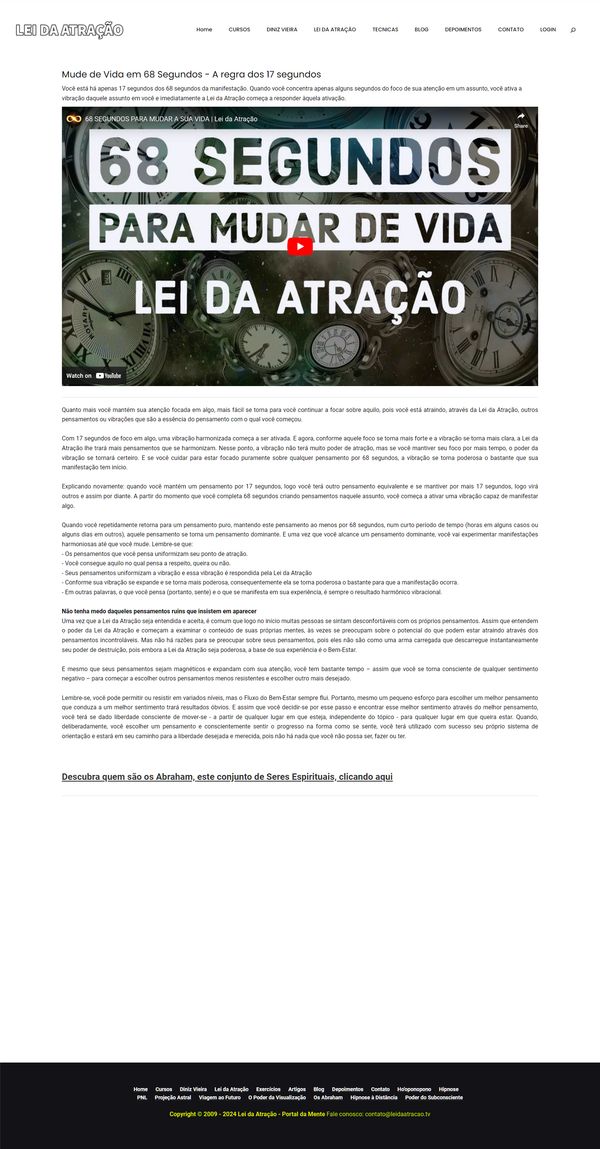 LEI DA ATRAÇÃO
Home CURSOS DINIZ VIEIRA LEI DA ATRAÇÃO TECNICAS BLOG DEPOIMENTOS CONTATO LOGIN
Mude de Vida em 68 Segundos - A regra dos 17 segundos
Você está há apenas 17 segundos dos 68 segundos da manifestação. Quando você concentra apenas alguns segundos do foco de sua atenção em um assunto, você ativa a
vibração daquele assunto em você e imediatamente a Lei da Atração começa a responder àquela ativação.
68 SEGUNDOS PARA MUDAR A SUA VIDA | Lei da Atração
Share
68 SEGUNDOS
PARA MUDAR DE VIDA
LEI DA ATRAÇÃO
Watch on YouTube
Quanto mais você mantém sua atenção focada em algo, mais fácil se torna para você continuar a focar sobre aquilo, pois você está atraindo, através da Lei da Atração, outros
pensamentos ou vibrações que são a essência do pensamento com o qual você começou.
Com 17 segundos de foco em algo, uma vibração harmonizada começa a ser ativada. E agora, conforme aquele foco se torna mais forte e a vibração se torna mais clara, a Lei da
Atração lhe trará mais pensamentos que se harmonizam. Nesse ponto, a vibração não terá muito poder de atração, mas se você mantiver seu foco por mais tempo, o poder da
vibração se tornará certeiro. E se você cuidar para estar focado puramente sobre qualquer pensamento por 68 segundos, a vibração se torna poderosa o bastante que sua
manifestação tem início.
Explicando novamente: quando você mantém um pensamento por 17 segundos, logo você terá outro pensamento equivalente e se mantiver por mais 17 segundos, logo virá
outros e assim por diante. A partir do momento que você completa 68 segundos criando pensamentos naquele assunto, você começa a ativar uma vibração capaz de manifestar
algo.
Quando você repetidamente retorna para um pensamento puro, mantendo este pensamento ao menos por 68 segundos, num curto período de tempo (horas em alguns casos ou
alguns dias em outros), aquele pensamento se torna um pensamento dominante. E uma vez que você alcance um pensamento dominante, você vai experimentar manifestações
harmoniosas até que você mude. Lembre-se que:
- Os pensamentos que você pensa uniformizam seu ponto de atração.
- Você consegue aquilo no qual pensa a respeito, queira ou não.
- Seus pensamentos uniformizam a vibração e essa vibração é respondida pela Lei da Atração
- Conforme sua vibração se expande e se torna mais poderosa, consequentemente ela se torna poderosa o bastante para que a manifestação ocorra.
- Em outras palavras, o que você pensa (portanto, sente) e o que se manifesta em sua experiência, é sempre o resultado harmônico vibracional.
Não tenha medo daqueles pensamentos ruins que insistem em aparecer
Uma vez que a Lei da Atração seja entendida e aceita, é comum que logo no início muitas pessoas se sintam desconfortáveis com os próprios pensamentos. Assim que entendem
o poder da Lei da Atração e começam a examinar o conteúdo de suas próprias mentes, às vezes se preocupam sobre o potencial do que podem estar atraindo através dos
pensamentos incontroláveis. Mas não há razões para se preocupar sobre seus pensamentos, pois eles não são como uma arma carregada que descarregue instantaneamente
seu poder de destruição, pois embora a Lei da Atração seja poderosa, a base de sua experiência é o Bem-Estar.
E mesmo que seus pensamentos sejam magnéticos e expandam com sua atenção, você tem bastante tempo – assim que você se torna consciente de qualquer sentimento
negativo – para começar a escolher outros pensamentos menos resistentes e escolher outro mais desejado.
Lembre-se, você pode permitir ou resistir em variados níveis, mas o Fluxo do Bem-Estar sempre flui. Portanto, mesmo um pequeno esforço para escolher um melhor pensamento
que conduza a um melhor sentimento trará resultados óbvios. E assim que você decidir-se por esse passo e encontrar esse melhor sentimento através do melhor pensamento,
você terá se dado liberdade consciente de mover-se - a partir de qualquer lugar em que esteja, independente do tópico - para qualquer lugar em que queira estar. Quando,
deliberadamente, você escolher um pensamento e conscientemente sentir o progresso na forma como se sente, você terá utilizado com sucesso seu próprio sistema de
orientação e estará em seu caminho para a liberdade desejada e merecida, pois não há nada que você não possa ser, fazer ou ter.
Descubra quem são os Abraham, este conjunto de Seres Espirituais, clicando aqui
Home Cursos Diniz Vieira Lei da Atração Exercícios Artigos Blog Depoimentos Contato Ho'oponopono Hipnose
PNL Projeção Astral Viagem ao Futuro O Poder da Visualização Os Abraham Hipnose à Distância Poder do Subconsciente
Copyright © 2009 - 2024 Lei da Atração - Portal da Mente Fale conosco: contato@leidaatracao.tv